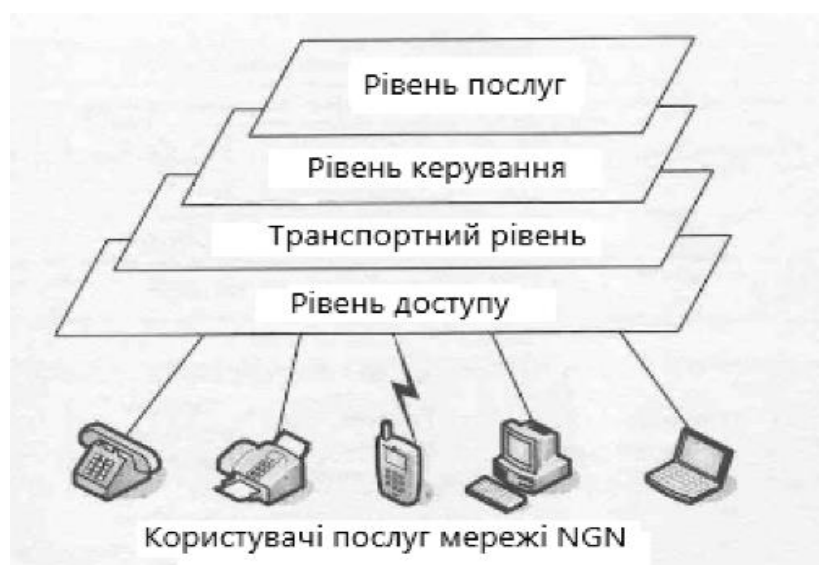 Рівень послуг
Рівень керування
Транспортний рівень
Рівень доступу
Користувачі послуг мережі NGN